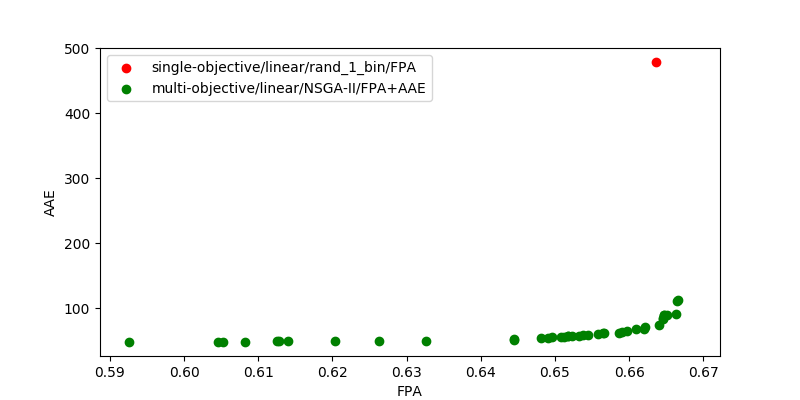 single-objective/linear/rand_1_bin/FPA
multi-objective/linear/NSGA-II/FPA+AAE
500
400
300
200
100
AAE
0.59 0.60 0.61 0.62 0.63 0.64 0.65 0.66 0.67
FPA